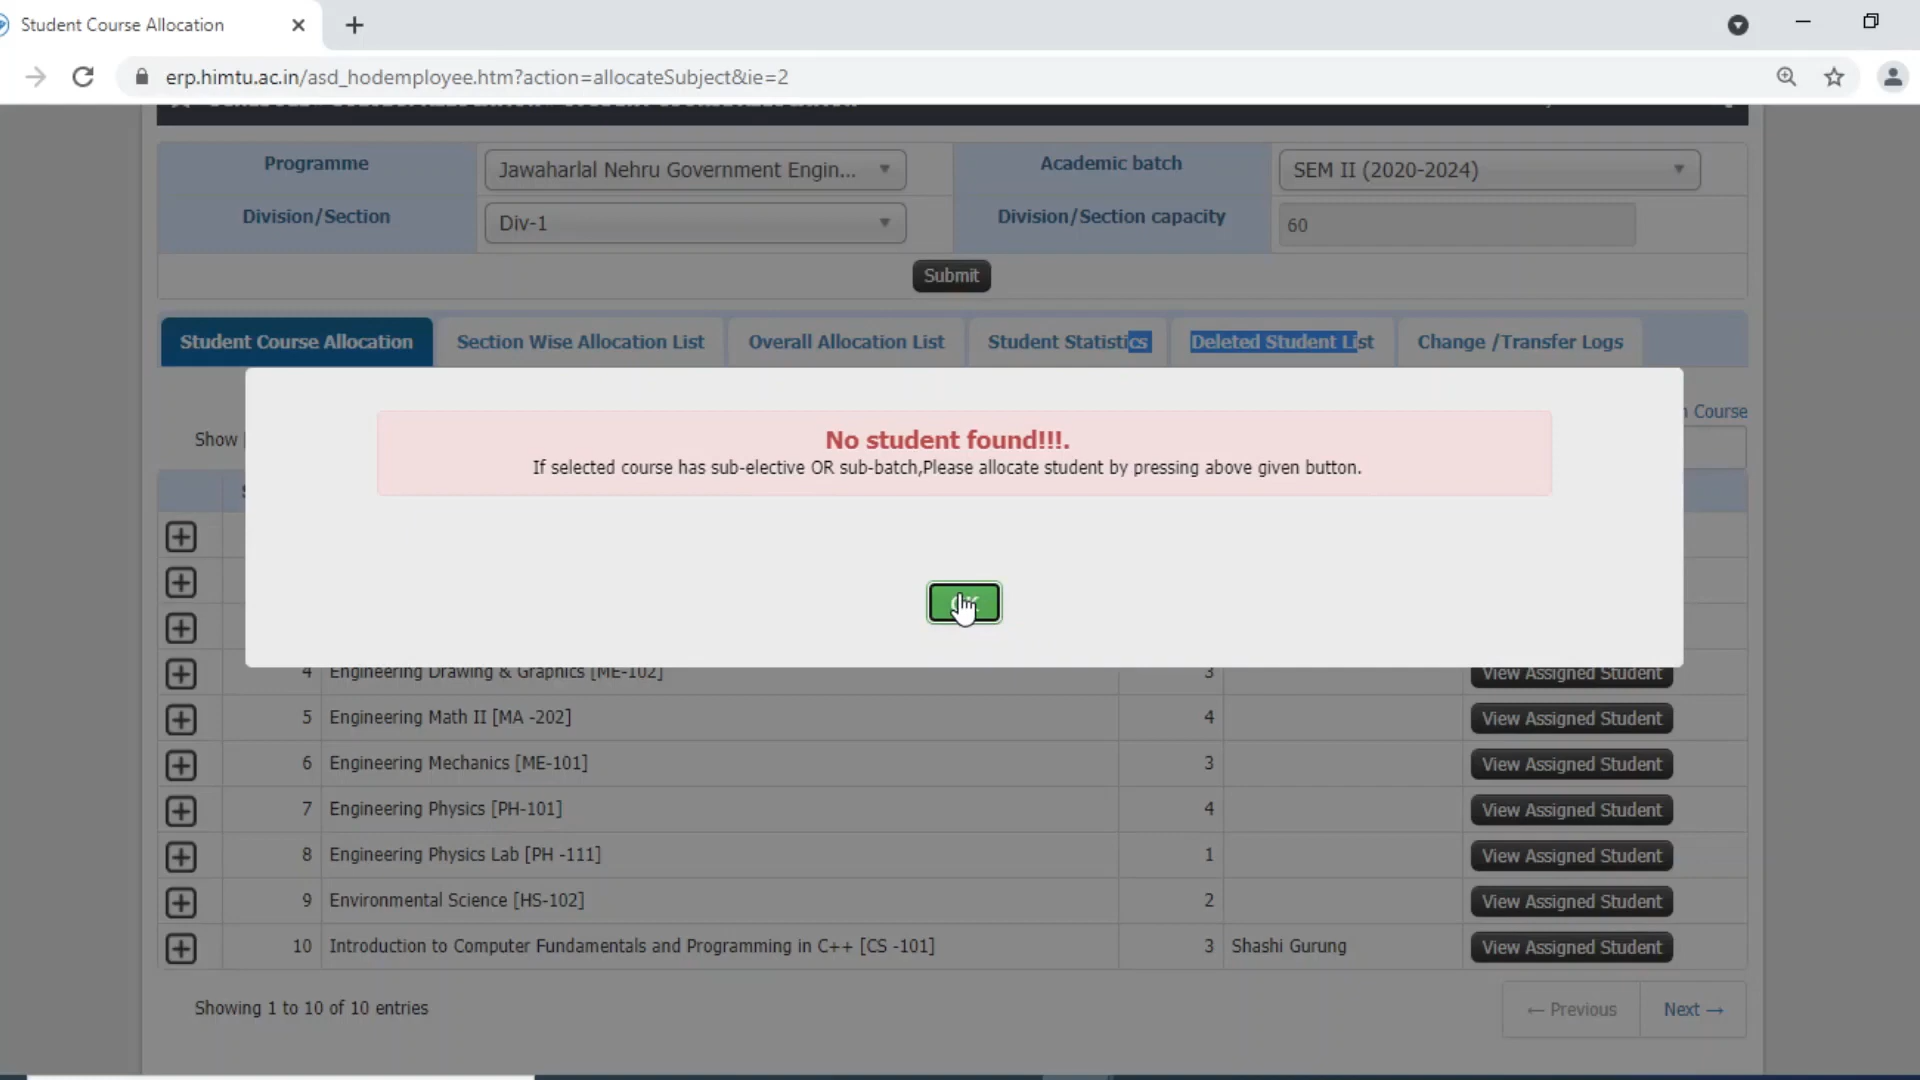 Student Course Allocation
erp.himtu.ac.in/asd_hodemployee.htm?action=allocateSubject&ie=2
Programme
Jawaharlal Nehru Government Engin...
Academic batch
SEM II (2020-2024)
Division/Section
Div-1
Division/Section capacity
60
Submit
Student Course Allocation
Section Wise Allocation List
Overall Allocation List
Student Statistics
Deleted Student List
Change /Transfer Logs
Course
Show
No student found!!!.
If selected course has sub-elective OR sub-batch,Please allocate student by pressing above given button.
4 Engineering Drawing & Graphics [ME-102] 3 View Assigned Student
5 Engineering Math II [MA -202] 4 View Assigned Student
6 Engineering Mechanics [ME-101] 3 View Assigned Student
7 Engineering Physics [PH-101] 4 View Assigned Student
8 Engineering Physics Lab [PH -111] 1 View Assigned Student
9 Environmental Science [HS-102] 2 View Assigned Student
10 Introduction to Computer Fundamentals and Programming in C++ [CS -101] 3 Shashi Gurung View Assigned Student
Showing 1 to 10 of 10 entries
← Previous
Next →